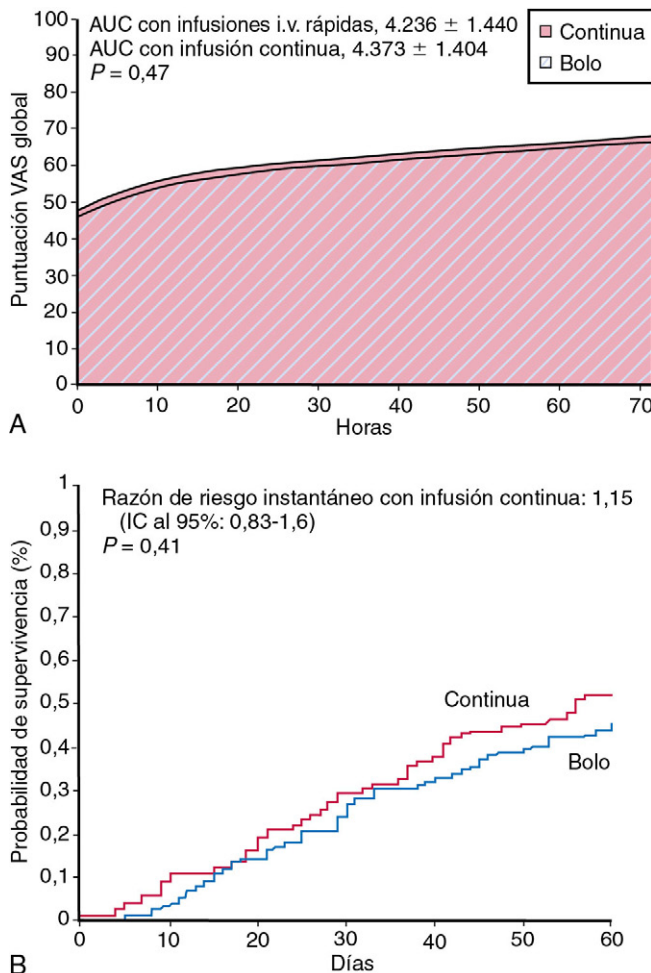 AUC con infusiones i.v. rápidas, 4.236 ± 1.440
AUC con infusión continua, 4.373 ± 1.404
P = 0,47
Continua
Bolo
Puntuación VAS global
100
90
80
70
60
50
40
30
20
10
0
0 10 20 30 40 50 60 70
Horas
A
Razón de riesgo instantáneo con infusión continua: 1,15
(IC al 95%: 0,83-1,6)
P = 0,41
Probabilidad de supervivencia (%)
1
0,9
0,8
0,7
0,6
0,5
0,4
0,3
0,2
0,1
0
Continua
Bolo
0 10 20 30 40 50 60
Días
B